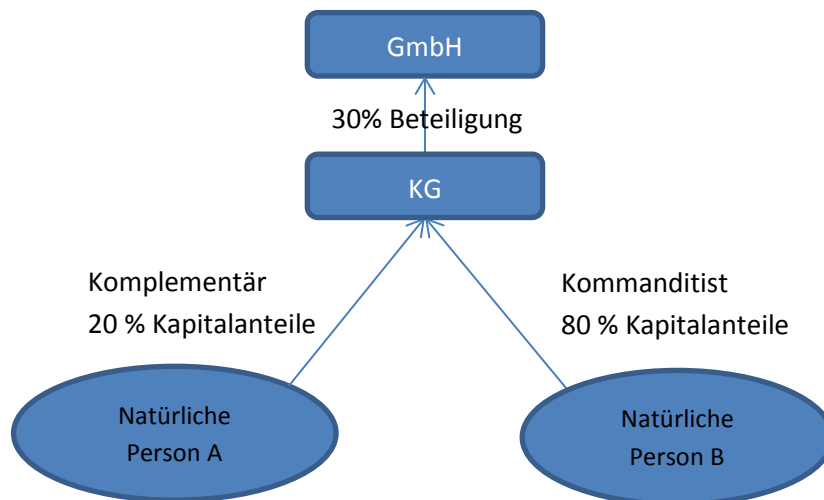 GmbH
30% Beteiligung
KG
Komplementär
20 % Kapitalanteile
Kommanditist
80 % Kapitalanteile
Natürliche
Person A
Natürliche
Person B